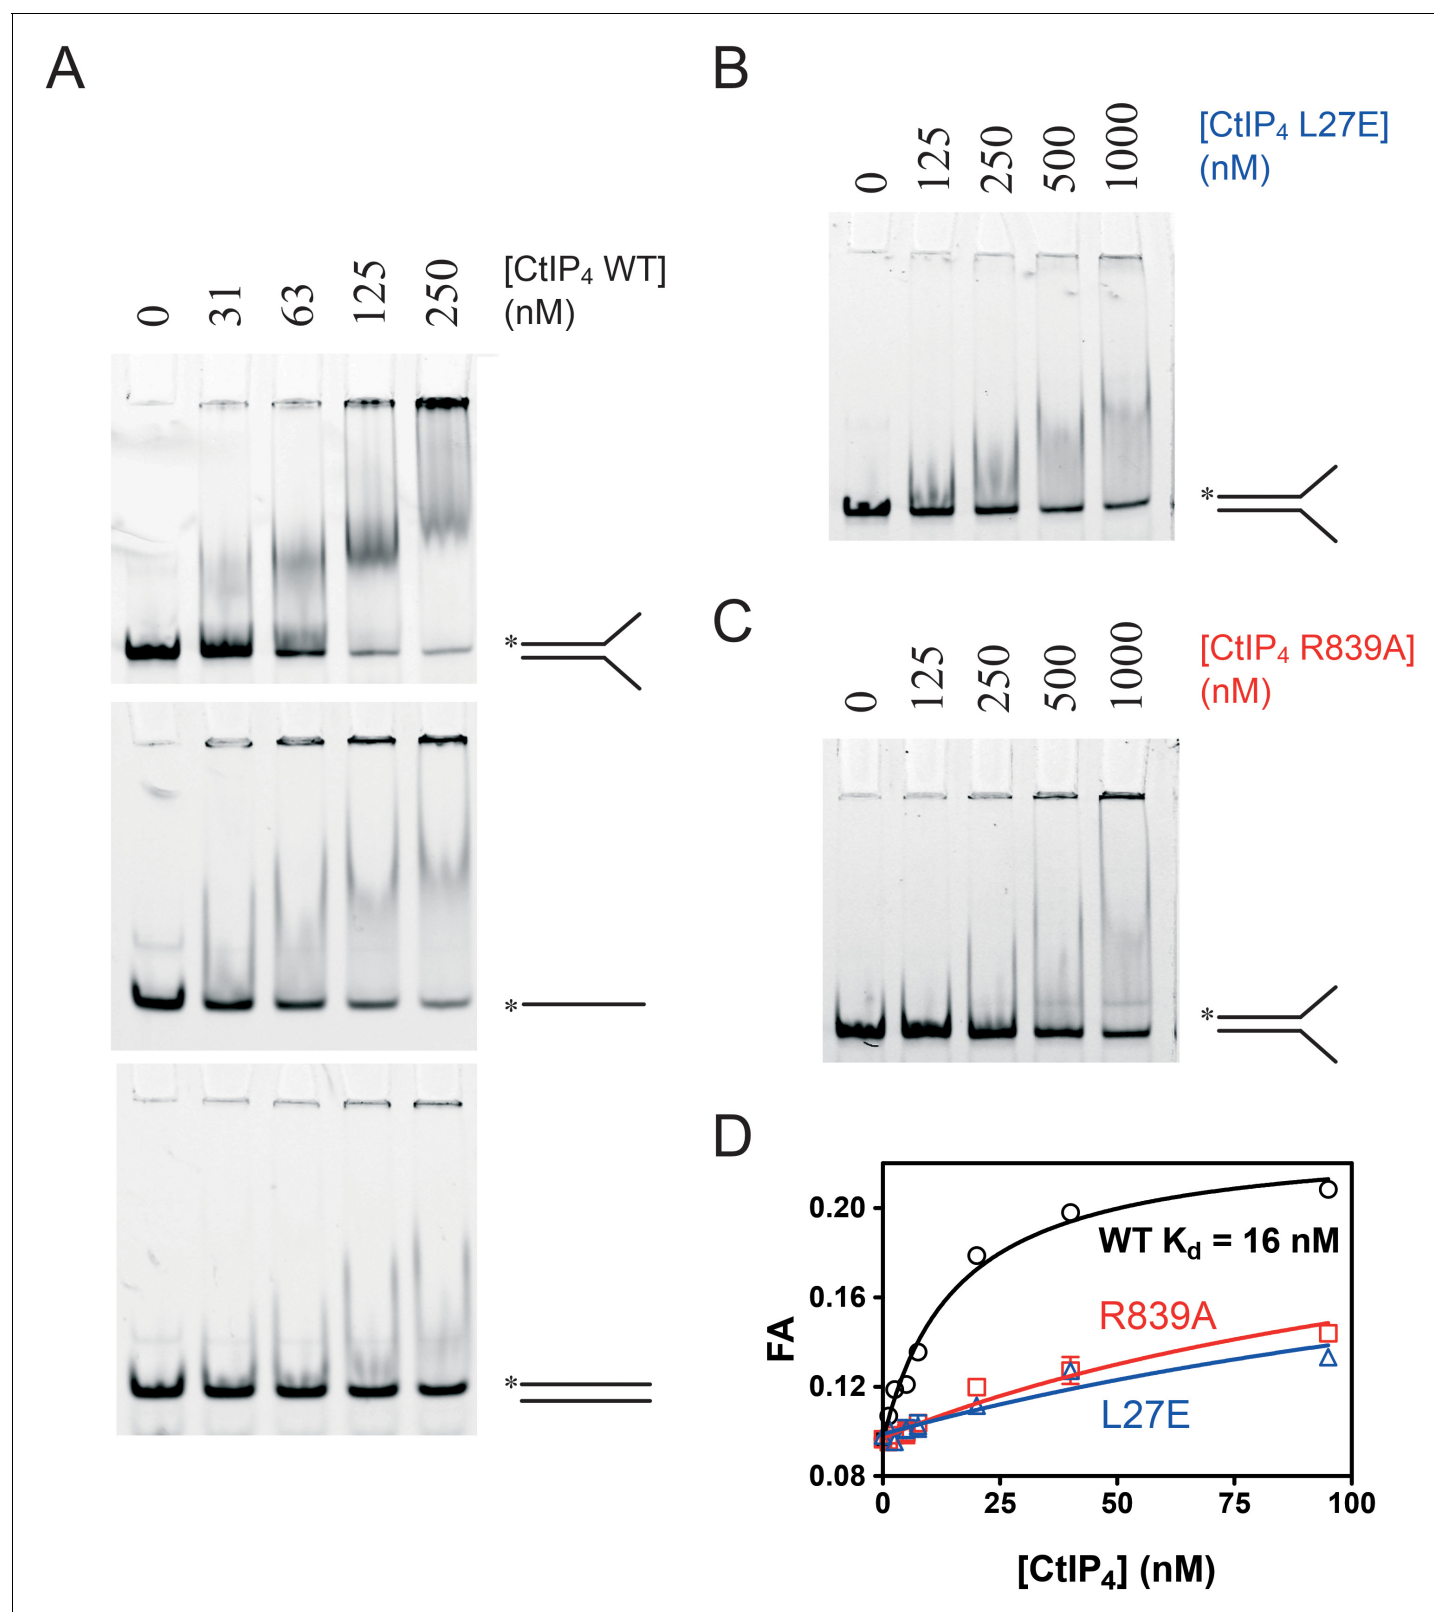 A
0 31 63 125 250
[CtIP4 WT]
(nM)
*
*
*
B
0 125 250 500 1000
[CtIP4 L27E]
(nM)
*
C
0 125 250 500 1000
[CtIP4 R839A]
(nM)
*
D
FA
0.20
0.16
0.12
0.08
WT Kd = 16 nM
R839A
L27E
0 25 50 75 100
[CtIP4] (nM)